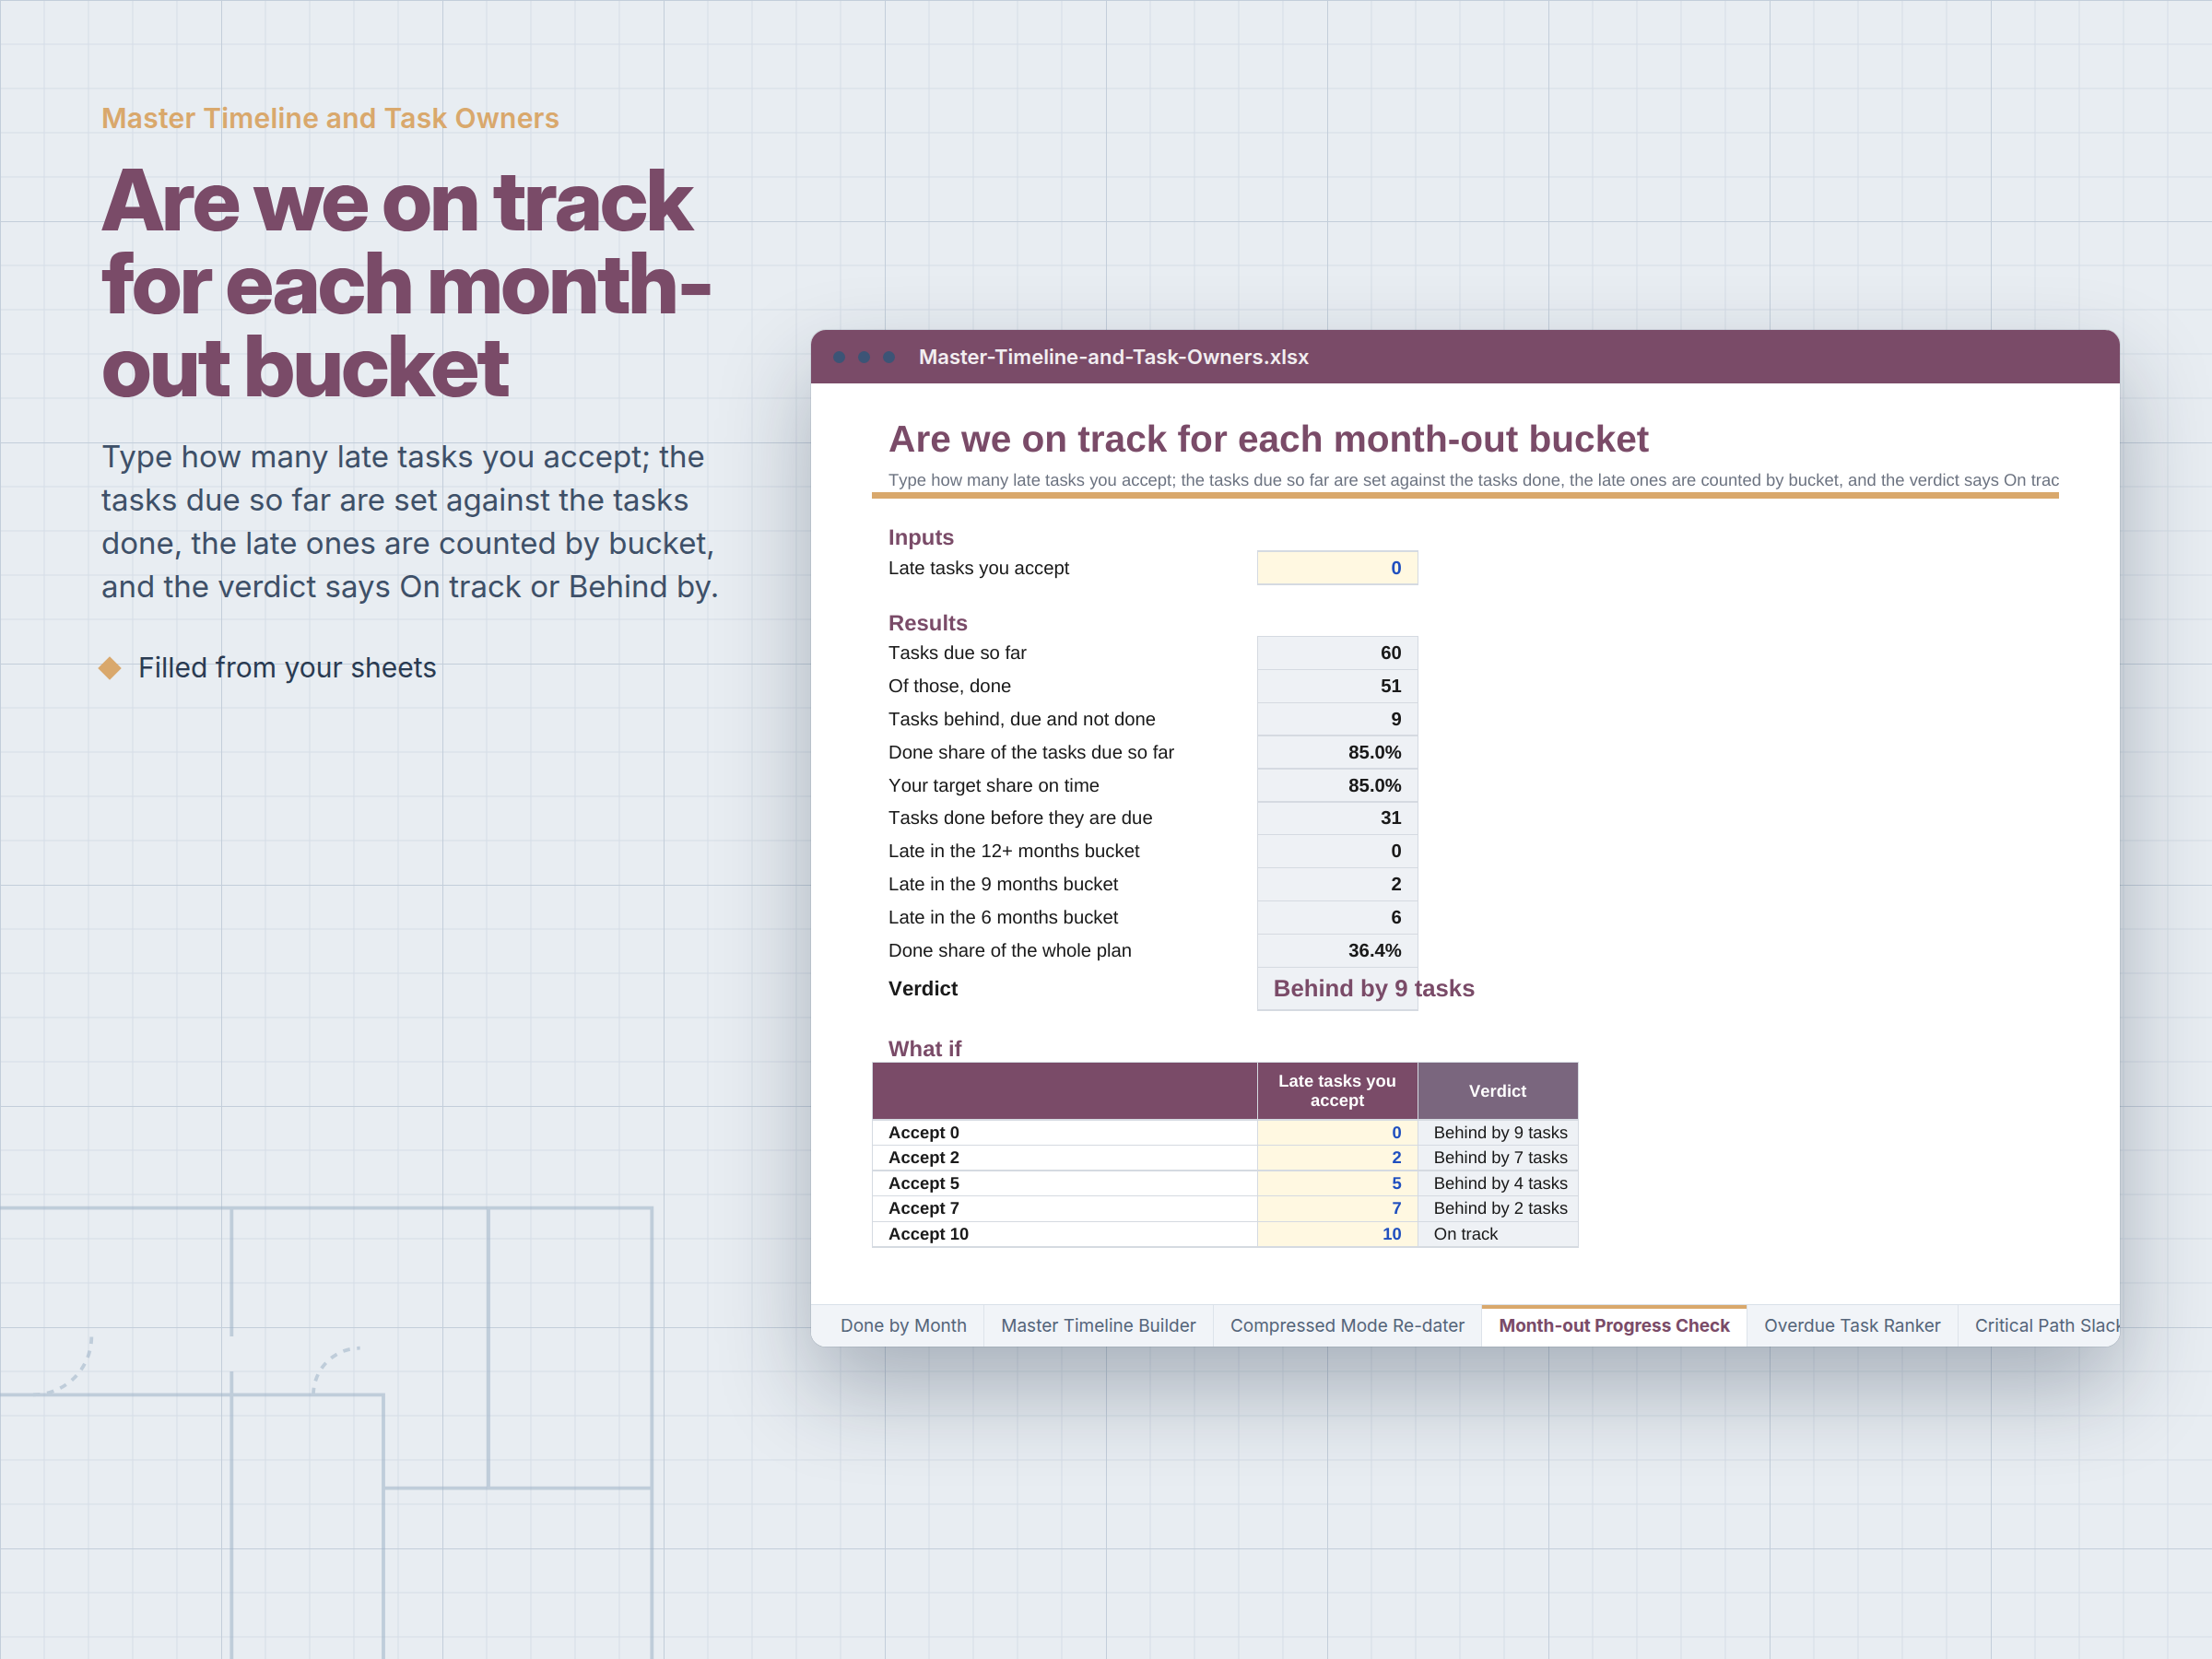 Master Timeline and Task Owners
Are we on track
for each month-
out bucket
Type how many late tasks you accept; the
tasks due so far are set against the tasks
done, the late ones are counted by bucket,
and the verdict says On track or Behind by.
Filled from your sheets
Master-Timeline-and-Task-Owners.xlsx
Are we on track for each month-out bucket
Type how many late tasks you accept; the tasks due so far are set against the tasks done, the late ones are counted by bucket, and the verdict says On trac
Inputs
Late tasks you accept 0
Results
Tasks due so far 60
Of those, done 51
Tasks behind, due and not done 9
Done share of the tasks due so far 85.0%
Your target share on time 85.0%
Tasks done before they are due 31
Late in the 12+ months bucket 0
Late in the 9 months bucket 2
Late in the 6 months bucket 6
Done share of the whole plan 36.4%
Verdict Behind by 9 tasks
What if
Late tasks you
accept
Verdict
Accept 0 0 Behind by 9 tasks
Accept 2 2 Behind by 7 tasks
Accept 5 5 Behind by 4 tasks
Accept 7 7 Behind by 2 tasks
Accept 10 10 On track
Done by Month Master Timeline Builder Compressed Mode Re-dater Month-out Progress Check Overdue Task Ranker Critical Path Slack